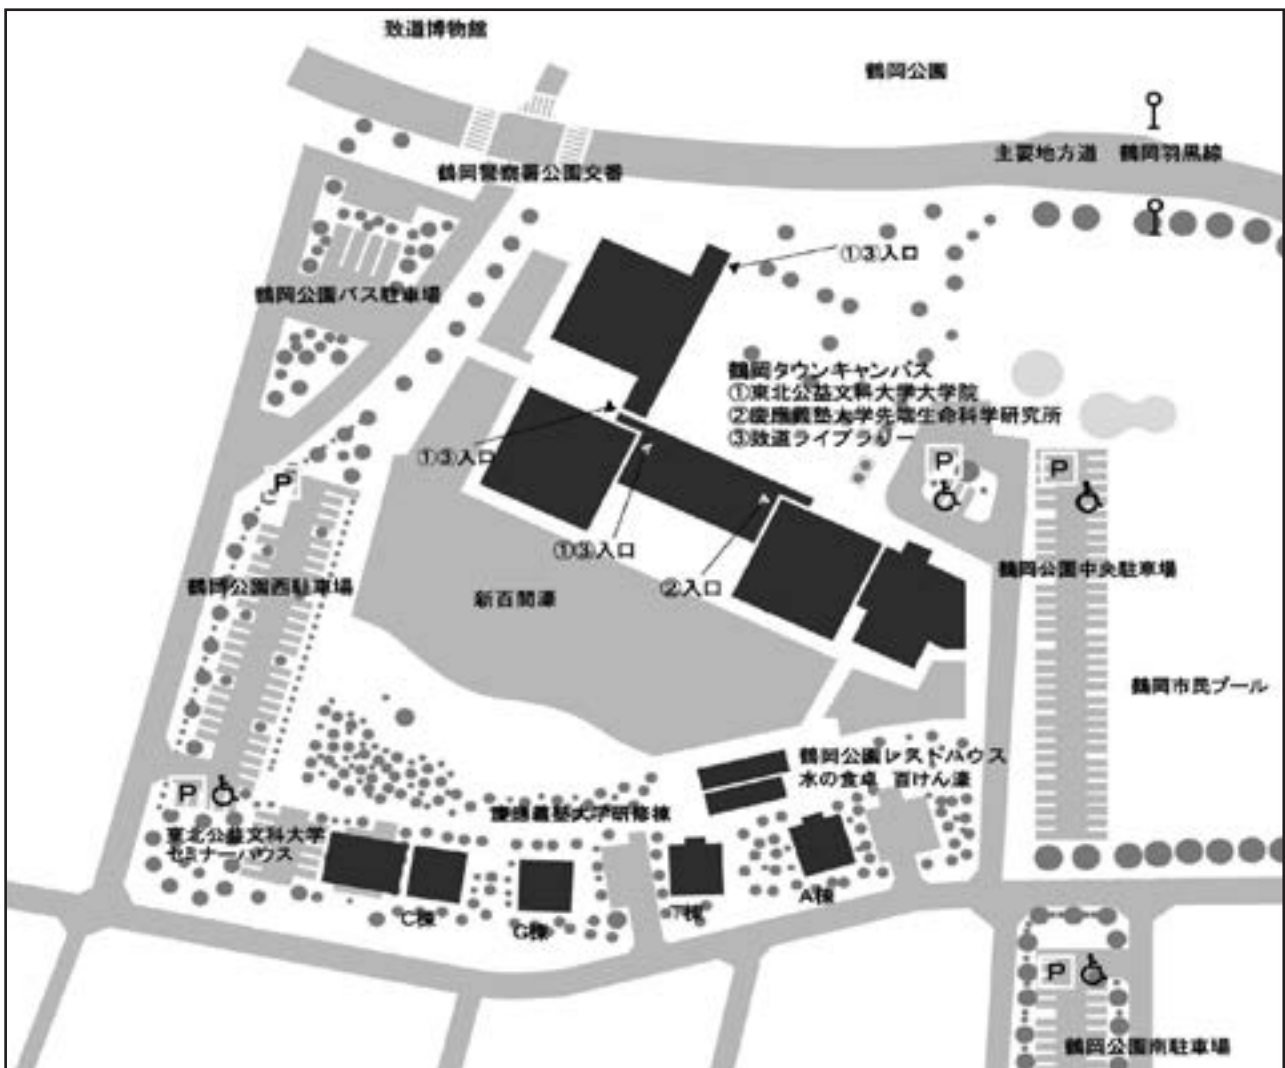 致道博物館
鶴岡公園
主要地方道 鶴岡羽黒線
鶴岡警察署公園交番
①③入口
鶴岡公園バス駐車場
鶴岡タウンキャンパス
①東北公益文科大学大学院
②慶應義塾大学先端生命科学研究所
③致道ライブラリー
①③入口
P
P
P
①③入口
鶴岡公園中央駐車場
鶴岡公園西駐車場
②入口
新百間濠
鶴岡市民プール
鶴岡公園レストハウス
水の食卓 百けん濠
P
慶應義塾大学研修棟
東北公益文科大学
セミナーハウス
A棟
C棟
G棟
P
鶴岡公園南駐車場